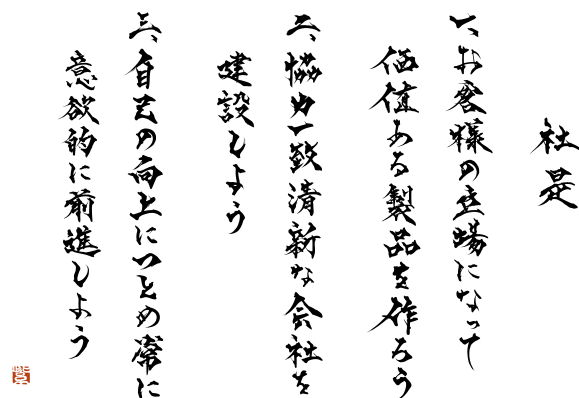 社是
一、お客様の立場になって
価値ある製品を作ろう
二、協力一致清新な会社を
建設しよう
三、自己の向上につとめ常に
意欲的に前進しよう